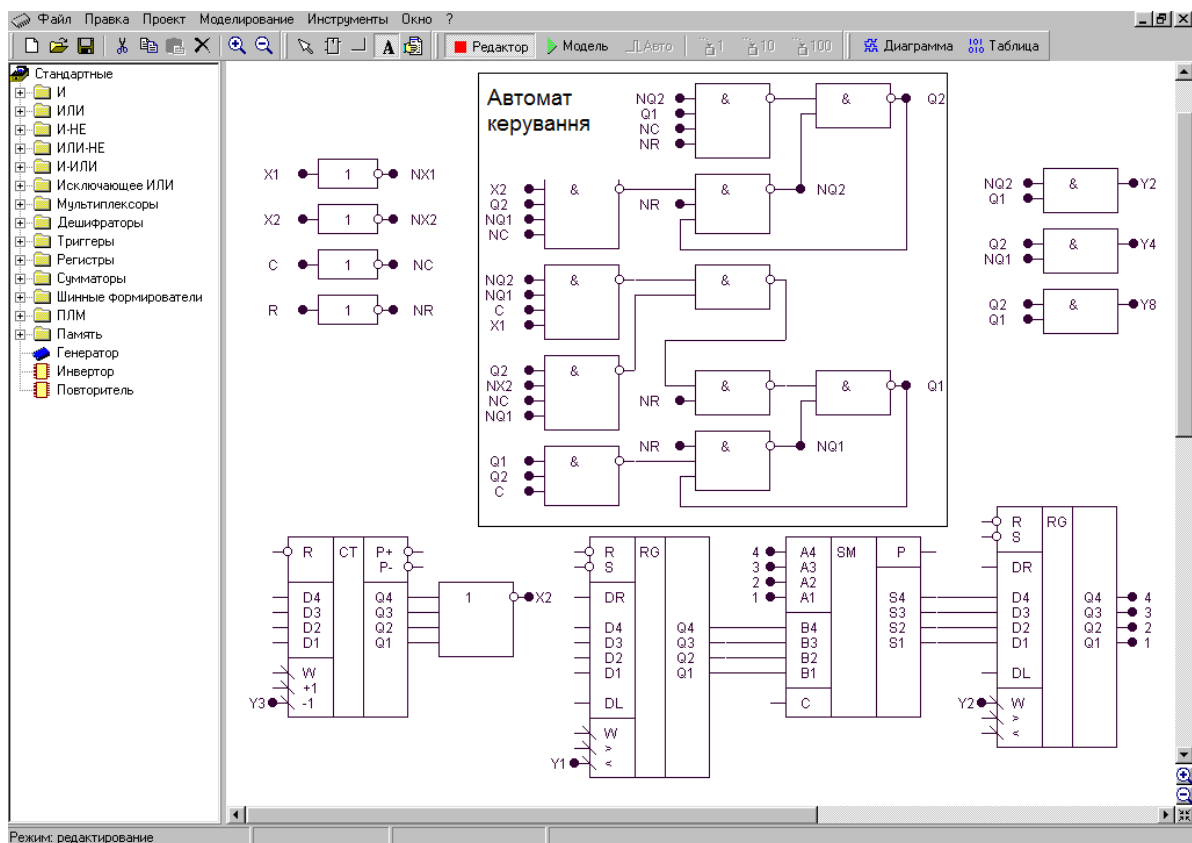 Файл Правка Проект Моделирование Инструменты Окно ?
Редактор Модель Авто 1 10 100 Диаграмма Таблица
Стандартные
И
ИЛИ
И-НЕ
ИЛИ-НЕ
И-ИЛИ
Исключающее ИЛИ
Мультиплексоры
Дешифраторы
Триггеры
Регистры
Сумматоры
Шинные формирователи
ПЛМ
Память
Генератор
Инвертор
Повторитель
X1 1 NX1
X2 1 NX2
C 1 NC
R 1 NR
Автомат
керування
NQ2 & & Q2
Q1
NC
NR
X2 & & NQ2
Q2 NR
NQ1
NC
NQ2 & &
NQ1
C
X1
Q2 & & & Q1
NX2
NC NR
NQ1
NR & NQ1
Q1 &
Q2
C
NQ2 & Y2
Q1
Q2 & Y4
NQ1
Q2 & Y8
Q1
R CT P+
P-
D4 Q4
D3 Q3
D2 Q2
D1 Q1
W
+1
Y3 -1
1 X2
R RG
S
DR
D4 Q4
D3 Q3
D2 Q2
D1 Q1
DL
W
>
Y1 <
4 A4 SM P
3 A3
2 A2
1 A1
S4
S3
B4 S2
B3 S1
B2
B1
C
R RG
S
DR
D4 Q4 4
D3 Q3 3
D2 Q2 2
D1 Q1 1
DL
Y2 W
>
<
Режим: редактирование